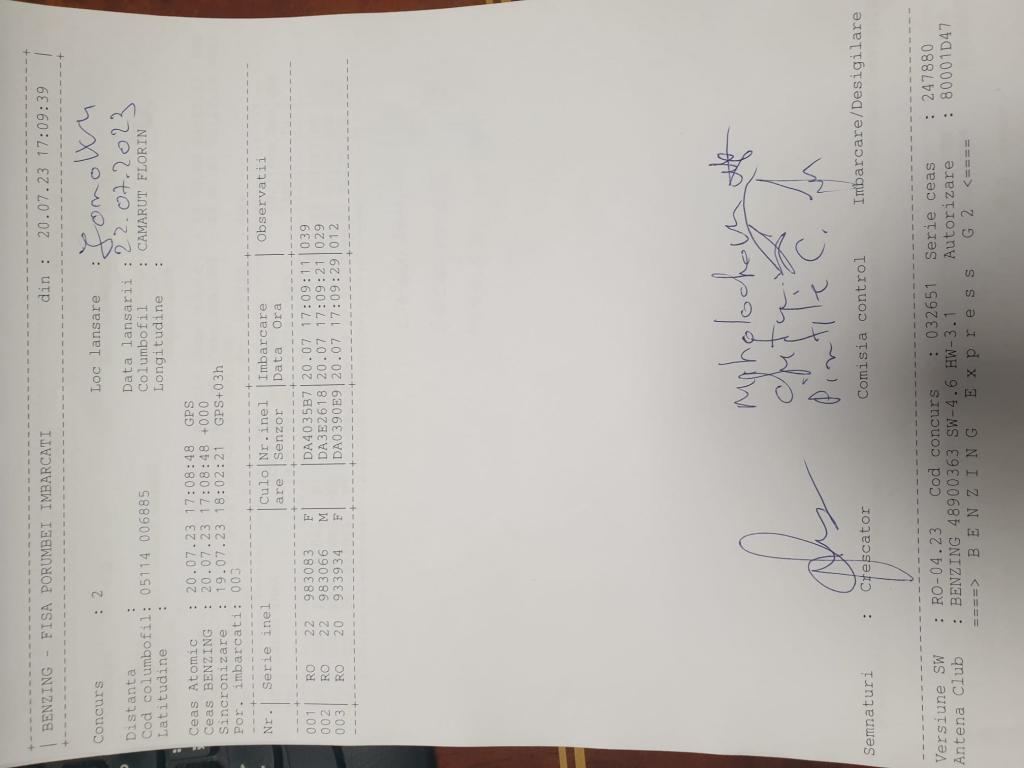 +-----------------------------------------------------------------------------+
| BENZING - FISA PORUMBEI IMBARCATI din : 20.07.23 17:09:39 |
+-----------------------------------------------------------------------------+
Concurs : 2 Loc lansare :
Distanta : Data lansarii : 22.07.2023
Cod columbofil: 05114 006885 Columbofil : CAMARUT FLORIN
Latitudine : Longitudine :
Ceas Atomic : 20.07.23 17:08:48 GPS
Ceas BENZING : 20.07.23 17:08:48 +000
Sincronizare : 19.07.23 18:02:21 GPS+03h
Por. imbarcati: 003
Nr.| Serie inel |Culo|Nr.inel |Imbarcare | Observatii
|are |Senzor |Data Ora |
001| RO 22 983083 F | |DA4035B7|20.07 17:09:11|039
002| RO 22 983066 M | |DA3E2618|20.07 17:09:21|029
003| RO 20 933934 F | |DA0390E9|20.07 17:09:29|012
Pintilie C.
Semnaturi : Crescator Comisia control Imbarcare/Desigilare
Versiune SW : RO-04.23 Cod concurs : 032651 Serie ceas : 247880
Antena Club : BENZING 48900363 SW-4.6 HW-3.1 Autorizare : 80001D47
====> B E N Z I N G E x p r e s s G 2 <====